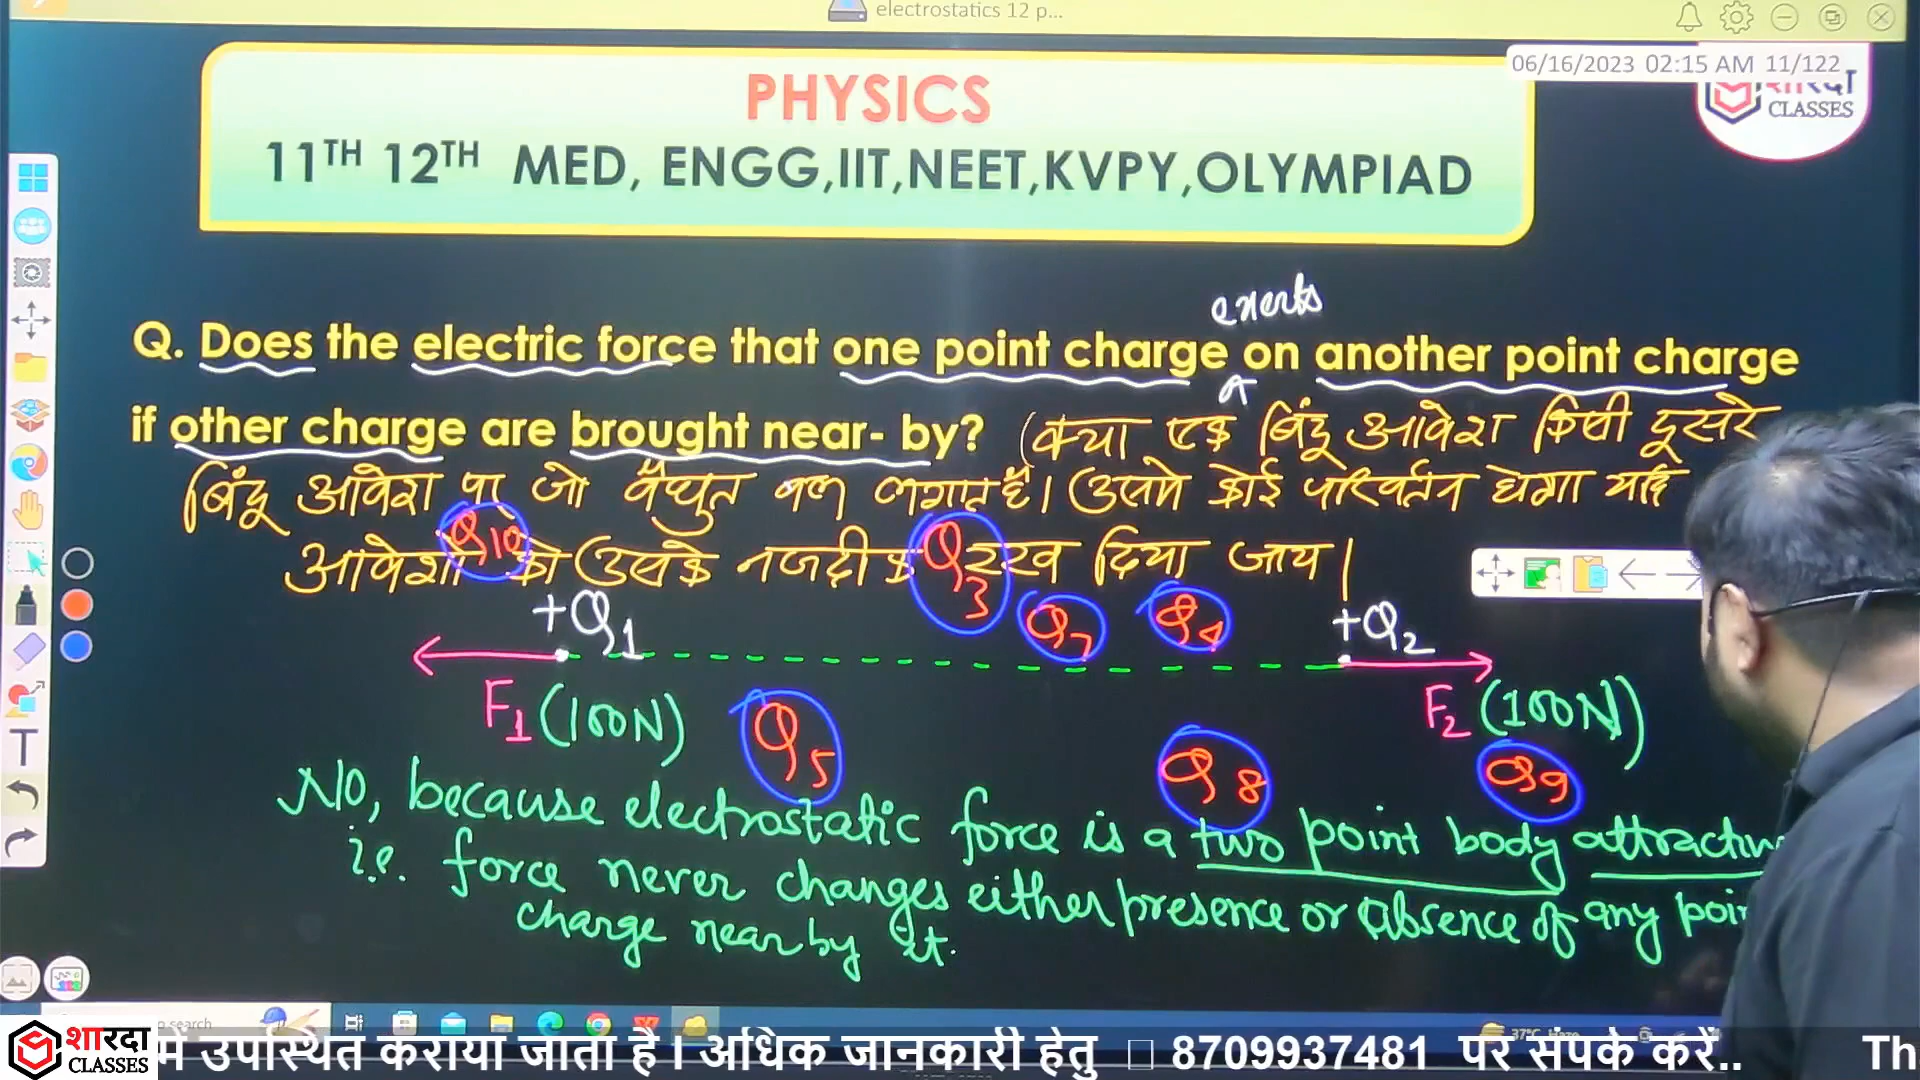 electrostatics 12 p...
06/16/2023 02:15 AM 11/122
PHYSICS
11TH 12TH MED, ENGG,IIT,NEET,KVPY,OLYMPIAD
शारदा
CLASSES
exerts
Q. Does the electric force that one point charge on another point charge
if other charge are brought near- by? (क्या एक बिंदू आवेश किसी दूसरे
बिंदू आवेश पर जो वैधुत बल लगाता है। उसमे कोई परिवर्तन होगा यदि
आवेशो को उसके नजदीक रख दिया जाय।
Q10
Q3
+Q1
Q7
Q4
+Q2
F1 (100N)
F2 (100N)
Q5
Q8
Q9
NO, because electrostatic force is a two point body
i.e. force never changes either presence or absence of any
charge near by it.
T
search
37°C Haze
शारदा
CLASSES
में उपस्थित कराया जाता है। अधिक जानकारी हेतु 8709937481 पर संपर्क करें..
Th